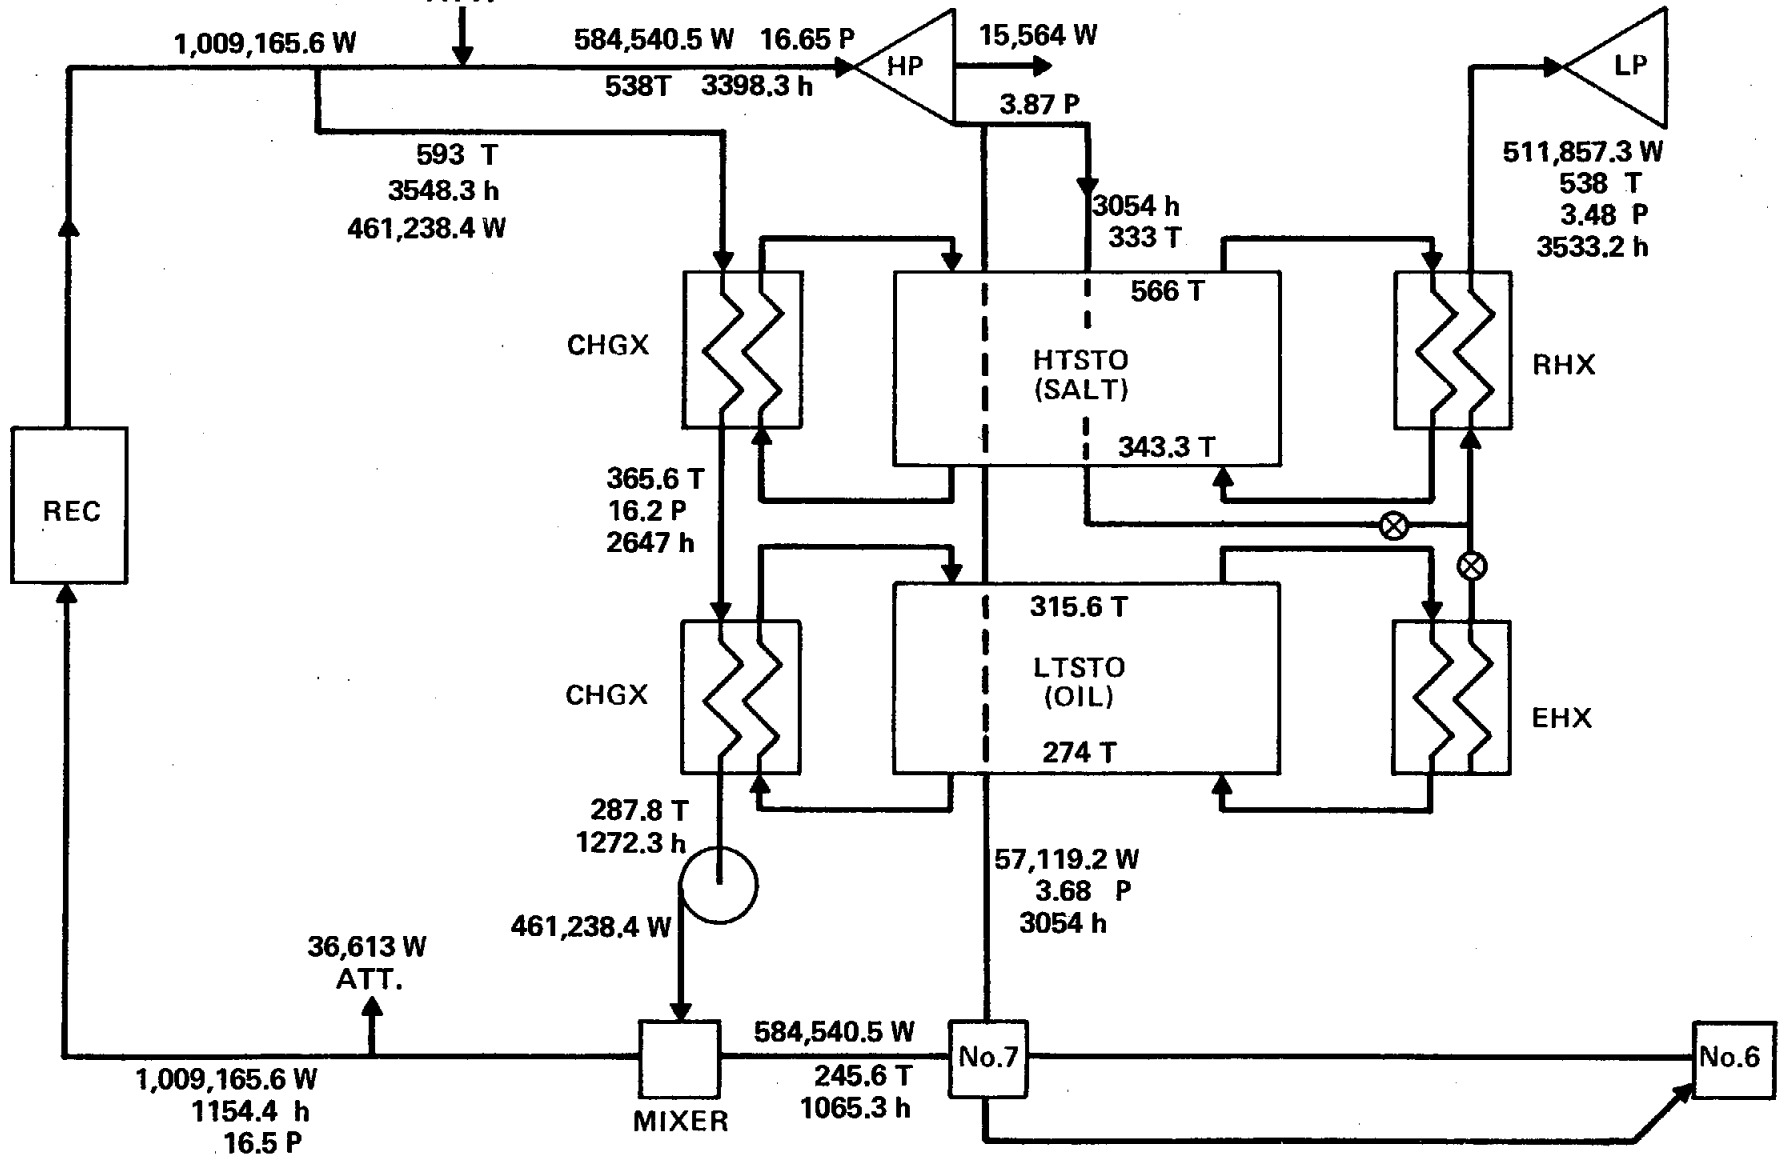 1,009,165.6 W
584,540.5 W 16.65 P
538T 3398.3 h
HP
15,564 W
3.87 P
LP
593 T
3548.3 h
461,238.4 W
3054 h
333 T
511,857.3 W
538 T
3.48 P
3533.2 h
CHGX
566 T
HTSTO
(SALT)
343.3 T
RHX
REC
365.6 T
16.2 P
2647 h
CHGX
315.6 T
LTSTO
(OIL)
274 T
EHX
287.8 T
1272.3 h
461,238.4 W
57,119.2 W
3.68 P
3054 h
36,613 W
ATT.
1,009,165.6 W
1154.4 h
16.5 P
MIXER
584,540.5 W
245.6 T
1065.3 h
No.7
No.6